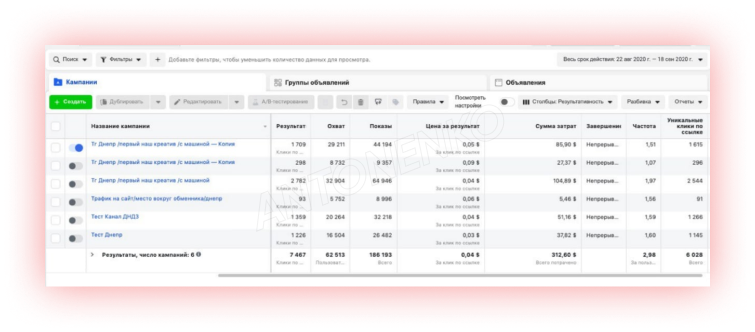 Поиск Фильтры + Добавьте фильтры, чтобы уменьшить количество данных для просмотра. Весь срок действия: 22 авг 2020 г. — 18 сен 2020 г.
Кампании Группы объявлений Объявления
+ Создать Дублировать Редактировать A/B-тестирование Правила Посмотреть настройки Столбцы: Результативность Разбивка Отчеты
Название кампании Результат Охват Показы Цена за результат Сумма затрат Завершение Частота Уникальные клики по ссылке
Тг Днепр /первый наш креатив /с машиной — Копия 1 709 29 211 44 194 0,05 $ 85,90 $ Непрерыв... 1,51 1 615
Клики по ... За клик по ссылке
Тг Днепр /первый наш креатив /с машиной — Копия 298 8 732 9 357 0,09 $ 27,37 $ Непрерыв... 1,07 296
Клики по ... За клик по ссылке
Тг Днепр /первый наш креатив /с машиной 2 782 32 904 64 946 0,04 $ 104,89 $ Непрерыв... 1,97 2 544
Клики по ... За клик по ссылке
Трафик на сайт/место вокруг обменника/днепр 93 5 752 8 996 0,06 $ 5,46 $ Непрерыв... 1,56 91
Клики по ... За клик по ссылке
Тест Канал ДНДЗ 1 359 20 264 32 218 0,04 $ 51,16 $ Непрерыв... 1,59 1 266
Клики по ... За клик по ссылке
Тест Днепр 1 226 16 504 26 482 0,03 $ 37,82 $ Непрерыв... 1,60 1 145
Клики по ... За клик по ссылке
Результаты, число кампаний: 6 7 467 62 513 186 193 0,04 $ 312,60 $ 2,98 6 028
Клики по ... Пользоват... Всего За клик по ссылке Всего потрачено За польз... Всего
ANTONENKO